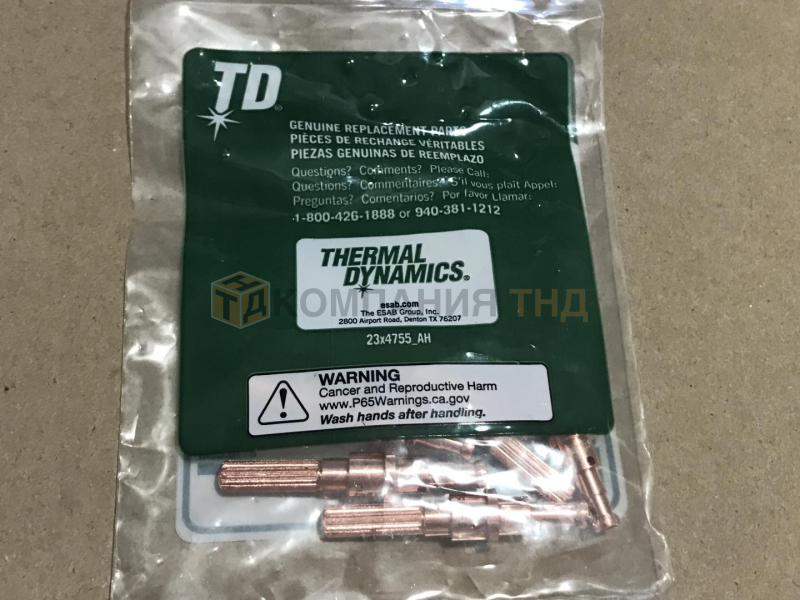 TD®
GENUINE REPLACEMENT PARTS
PIÈCES DE RECHANGE VÉRITABLES
PIEZAS GENUINAS DE REEMPLAZO
Questions? Comments? Please Call:
Questions? Commentaires? S'il vous plaît Appel:
Preguntas? Comentarios? Por favor Llamar:
1-800-426-1888 or 940-381-1212
THERMAL
DYNAMICS®
НТД КОМПАНИЯ ТНД
esab.com
The ESAB Group, Inc.
2800 Airport Road, Denton TX 76207
23x4755_AH
WARNING
Cancer and Reproductive Harm
www.P65Warnings.ca.gov
Wash hands after handling.